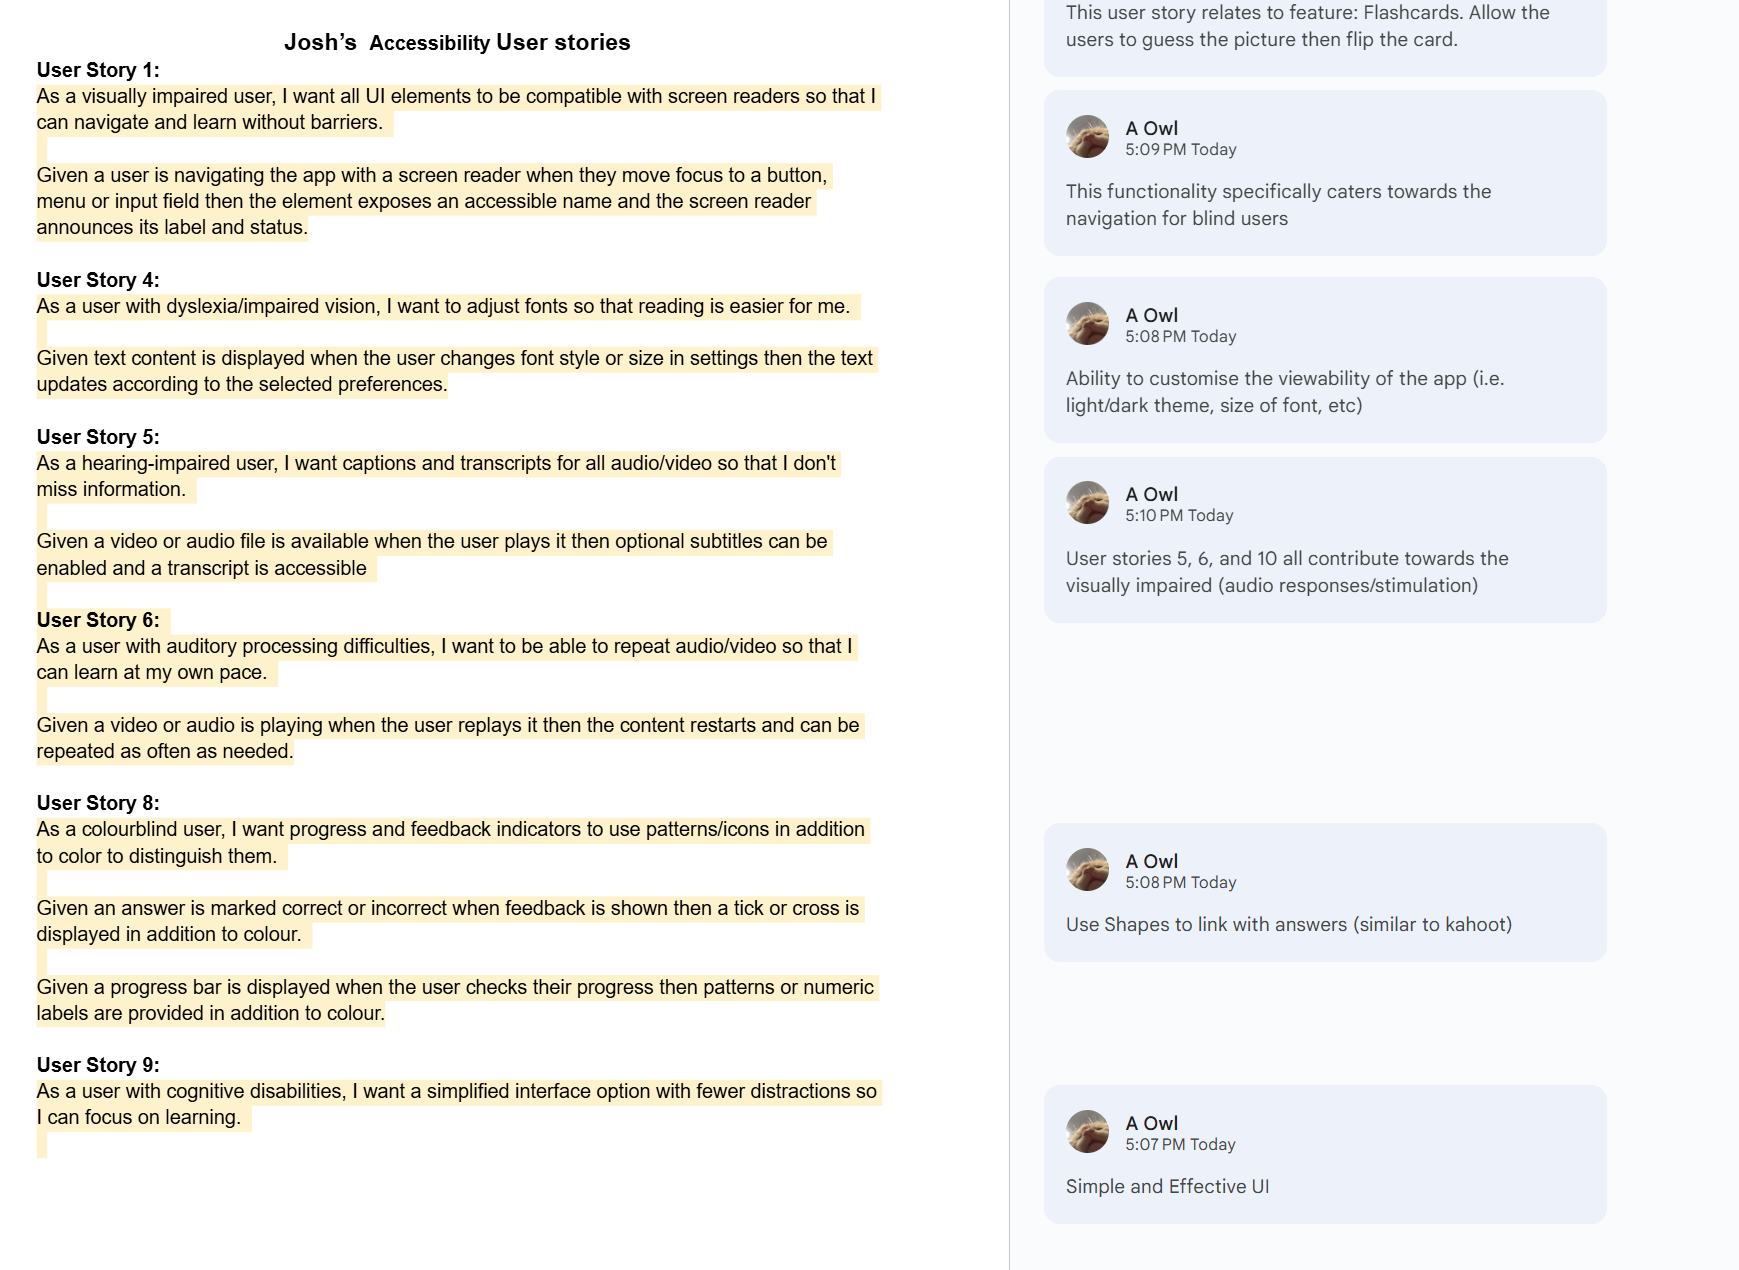 Josh’s  Accessibility User stories
User Story 1:
As a visually impaired user, I want all UI elements to be compatible with screen readers so that I
can navigate and learn without barriers.
Given a user is navigating the app with a screen reader when they move focus to a button,
menu or input field then the element exposes an accessible name and the screen reader
announces its label and status.
User Story 4:
As a user with dyslexia/impaired vision, I want to adjust fonts so that reading is easier for me.
Given text content is displayed when the user changes font style or size in settings then the text
updates according to the selected preferences.
User Story 5:
As a hearing-impaired user, I want captions and transcripts for all audio/video so that I don't
miss information.
Given a video or audio file is available when the user plays it then optional subtitles can be
enabled and a transcript is accessible
User Story 6:
As a user with auditory processing difficulties, I want to be able to repeat audio/video so that I
can learn at my own pace.
Given a video or audio is playing when the user replays it then the content restarts and can be
repeated as often as needed.
User Story 8:
As a colourblind user, I want progress and feedback indicators to use patterns/icons in addition
to color to distinguish them.
Given an answer is marked correct or incorrect when feedback is shown then a tick or cross is
displayed in addition to colour.
Given a progress bar is displayed when the user checks their progress then patterns or numeric
labels are provided in addition to colour.
User Story 9:
As a user with cognitive disabilities, I want a simplified interface option with fewer distractions so
I can focus on learning.
This user story relates to feature: Flashcards. Allow the
users to guess the picture then flip the card.
A Owl
5:09 PM Today
This functionality specifically caters towards the
navigation for blind users
A Owl
5:08 PM Today
Ability to customise the viewability of the app (i.e.
light/dark theme, size of font, etc)
A Owl
5:10 PM Today
User stories 5, 6, and 10 all contribute towards the
visually impaired (audio responses/stimulation)
A Owl
5:08 PM Today
Use Shapes to link with answers (similar to kahoot)
A Owl
5:07 PM Today
Simple and Effective UI